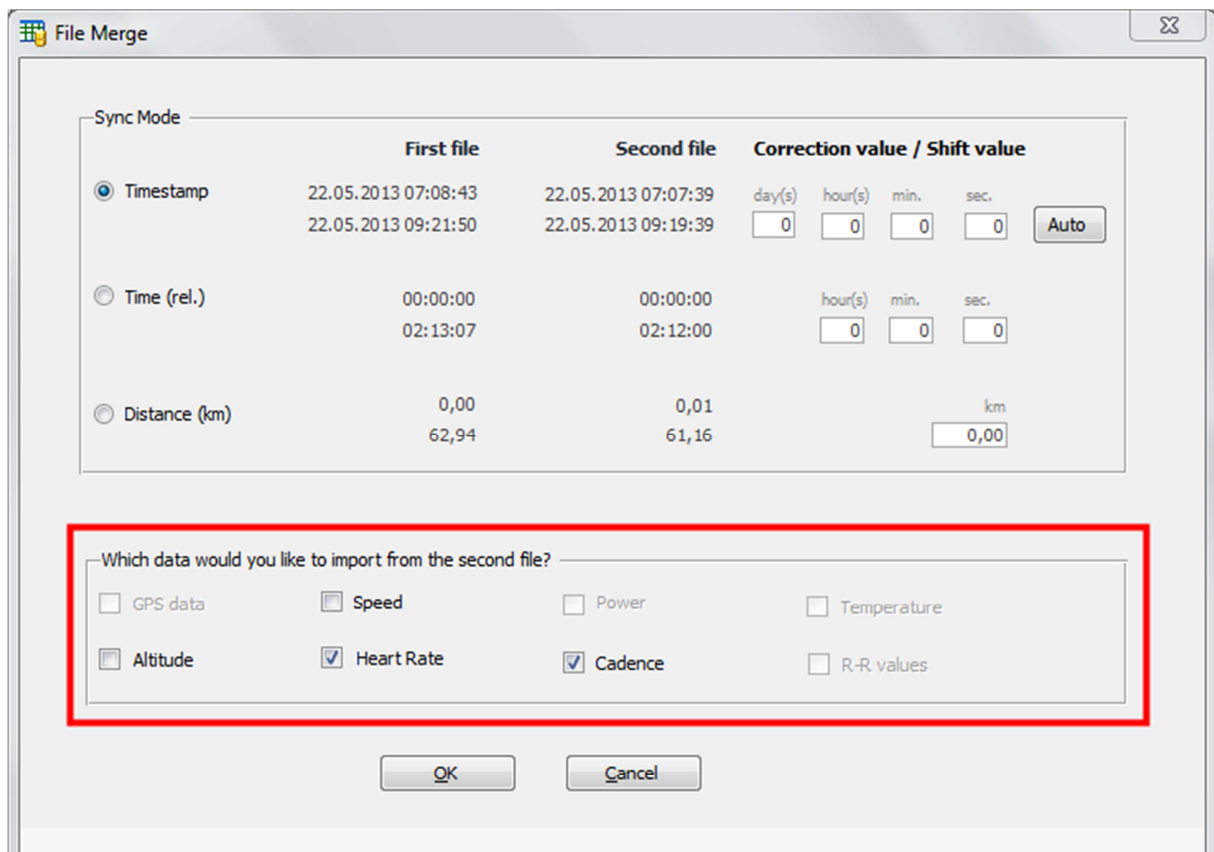 File Merge
Sync Mode
First file Second file Correction value / Shift value
Timestamp 22.05.2013 07:08:43 22.05.2013 07:07:39 day(s) hour(s) min. sec.
22.05.2013 09:21:50 22.05.2013 09:19:39 0 0 0 0 Auto
Time (rel.) 00:00:00 00:00:00 hour(s) min. sec.
02:13:07 02:12:00 0 0 0
Distance (km) 0,00 0,01 km
62,94 61,16 0,00
Which data would you like to import from the second file?
GPS data Speed Power Temperature
Altitude Heart Rate Cadence R-R values
OK Cancel